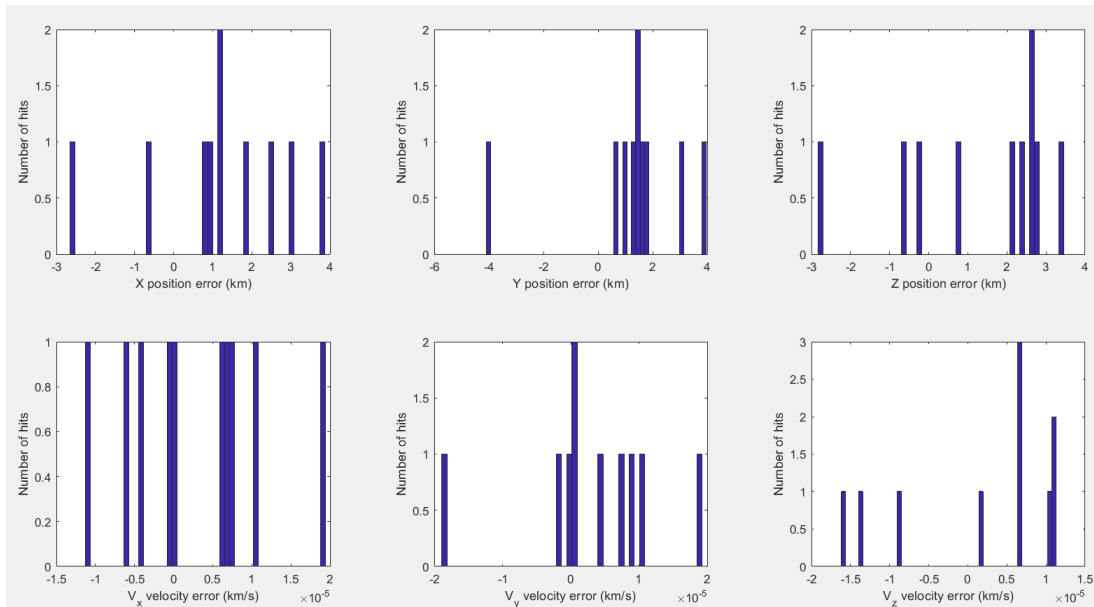 2
1.5
1
0.5
0
Number of hits
-3 -2 -1 0 1 2 3 4
X position error (km)
2
1.5
1
0.5
0
Number of hits
-6 -4 -2 0 2 4
Y position error (km)
2
1.5
1
0.5
0
Number of hits
-3 -2 -1 0 1 2 3 4
Z position error (km)
1
0.8
0.6
0.4
0.2
0
Number of hits
-1.5 -1 -0.5 0 0.5 1 1.5 2
V_x velocity error (km/s) ×10^-5
2
1.5
1
0.5
0
Number of hits
-2 -1 0 1 2
V_y velocity error (km/s) ×10^-5
3
2.5
2
1.5
1
0.5
0
Number of hits
-2 -1.5 -1 -0.5 0 0.5 1 1.5
V_z velocity error (km/s) ×10^-5